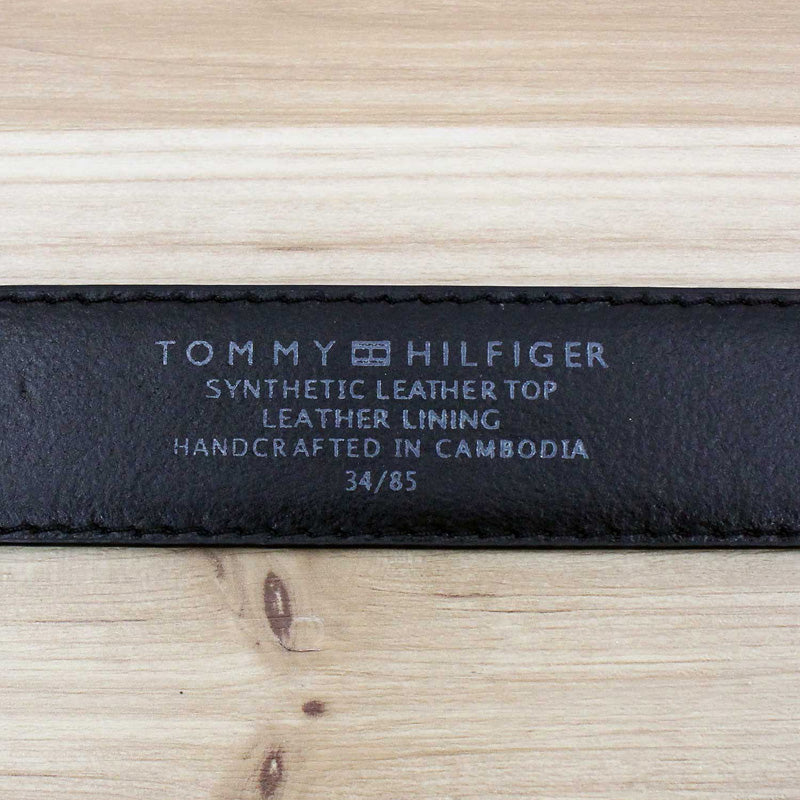 TOMMY HILFIGER
SYNTHETIC LEATHER TOP
LEATHER LINING
HANDCRAFTED IN CAMBODIA
34/85